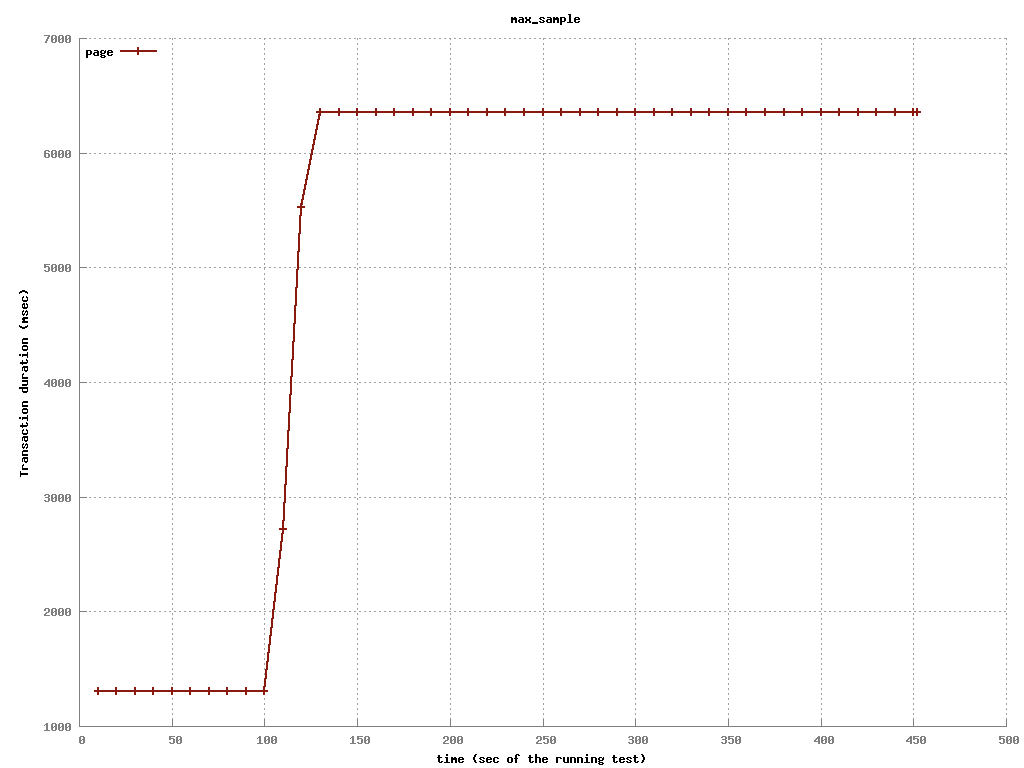 max_sample
7000
page
6000
5000
Transaction duration (msec)
4000
3000
2000
1000
0 50 100 150 200 250 300 350 400 450 500
time (sec of the running test)